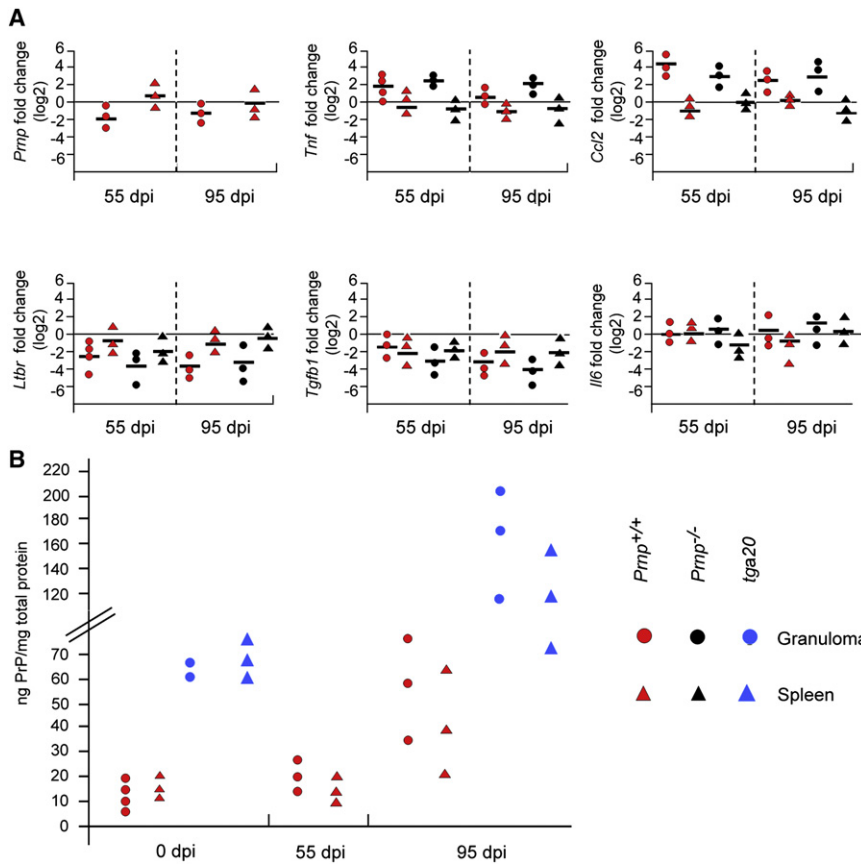 A
Prnp fold change
(log2)
6
4
2
0
-2
-4
-6
55 dpi
95 dpi
Tnf fold change
(log2)
6
4
2
0
-2
-4
-6
55 dpi
95 dpi
Ccl2 fold change
(log2)
6
4
2
0
-2
-4
-6
55 dpi
95 dpi
Ltbr fold change
(log2)
6
4
2
0
-2
-4
-6
55 dpi
95 dpi
Tgfb1 fold change
(log2)
6
4
2
0
-2
-4
-6
55 dpi
95 dpi
Il6 fold change
(log2)
6
4
2
0
-2
-4
-6
55 dpi
95 dpi
B
ng PrP/mg total protein
220
200
180
160
140
120
70
60
50
40
30
20
10
0
0 dpi
55 dpi
95 dpi
Prnp+/+
Prnp-/-
tga20
Granuloma
Spleen